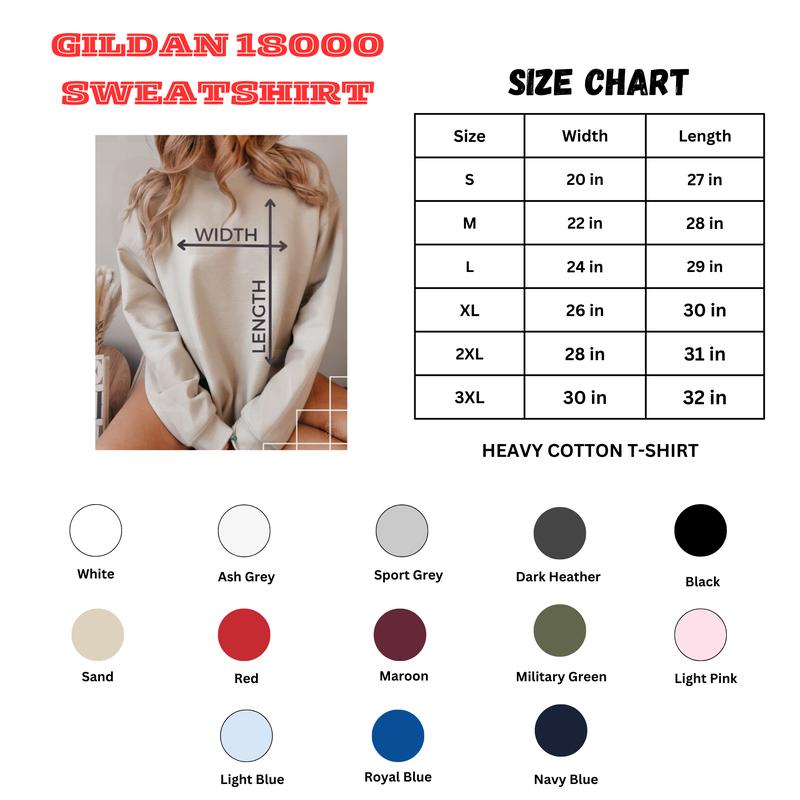 GILDAN 18000
SWEATSHIRT
SIZE CHART
Size Width Length
S 20 in 27 in
M 22 in 28 in
L 24 in 29 in
XL 26 in 30 in
2XL 28 in 31 in
3XL 30 in 32 in
WIDTH
LENGTH
HEAVY COTTON T-SHIRT
White Ash Grey Sport Grey Dark Heather Black
Sand Red Maroon Military Green Light Pink
Light Blue Royal Blue Navy Blue